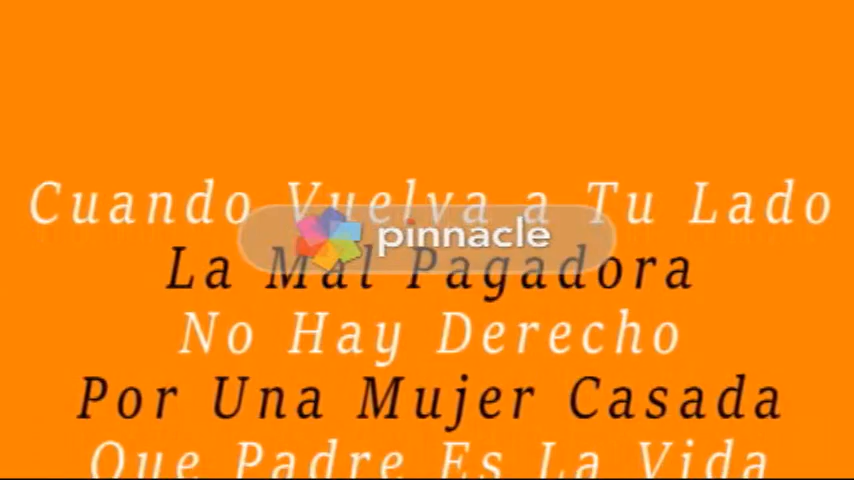 Cuando Vuelva a Tu Lado
pinnacle
La Mal Pagadora
No Hay Derecho
Por Una Mujer Casada
Que Padre Es La Vida